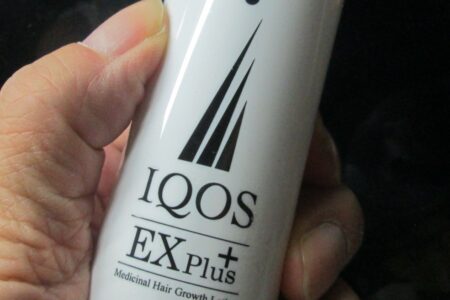 IQOS
EX Plus+
Medicinal Hair Growth